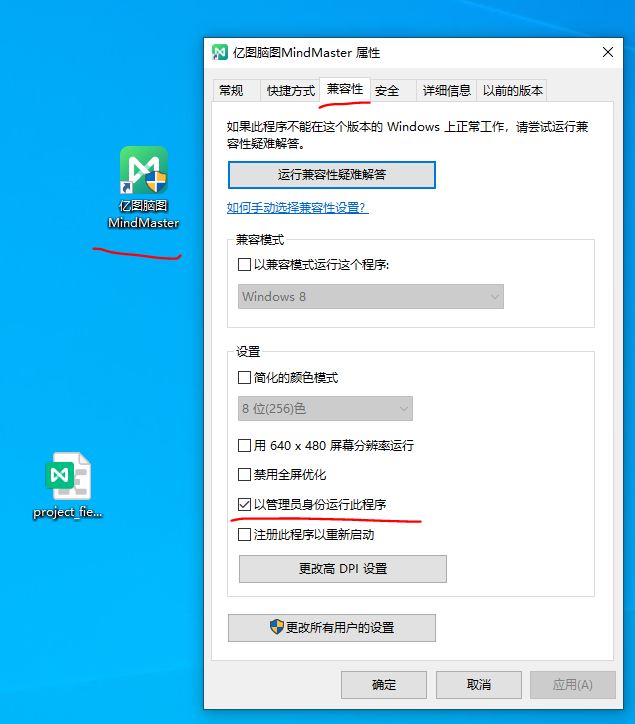 亿图脑图MindMaster 属性
常规 快捷方式 兼容性 安全 详细信息 以前的版本
如果此程序不能在这个版本的 Windows 上正常工作，请尝试运行兼
容性疑难解答。
运行兼容性疑难解答
如何手动选择兼容性设置?
兼容模式
以兼容模式运行这个程序:
Windows 8
设置
简化的颜色模式
8 位(256)色
用 640 x 480 屏幕分辨率运行
禁用全屏优化
以管理员身份运行此程序
注册此程序以重新启动
更改高 DPI 设置
更改所有用户的设置
确定 取消 应用(A)
亿图脑图
MindMaster
project_fie...